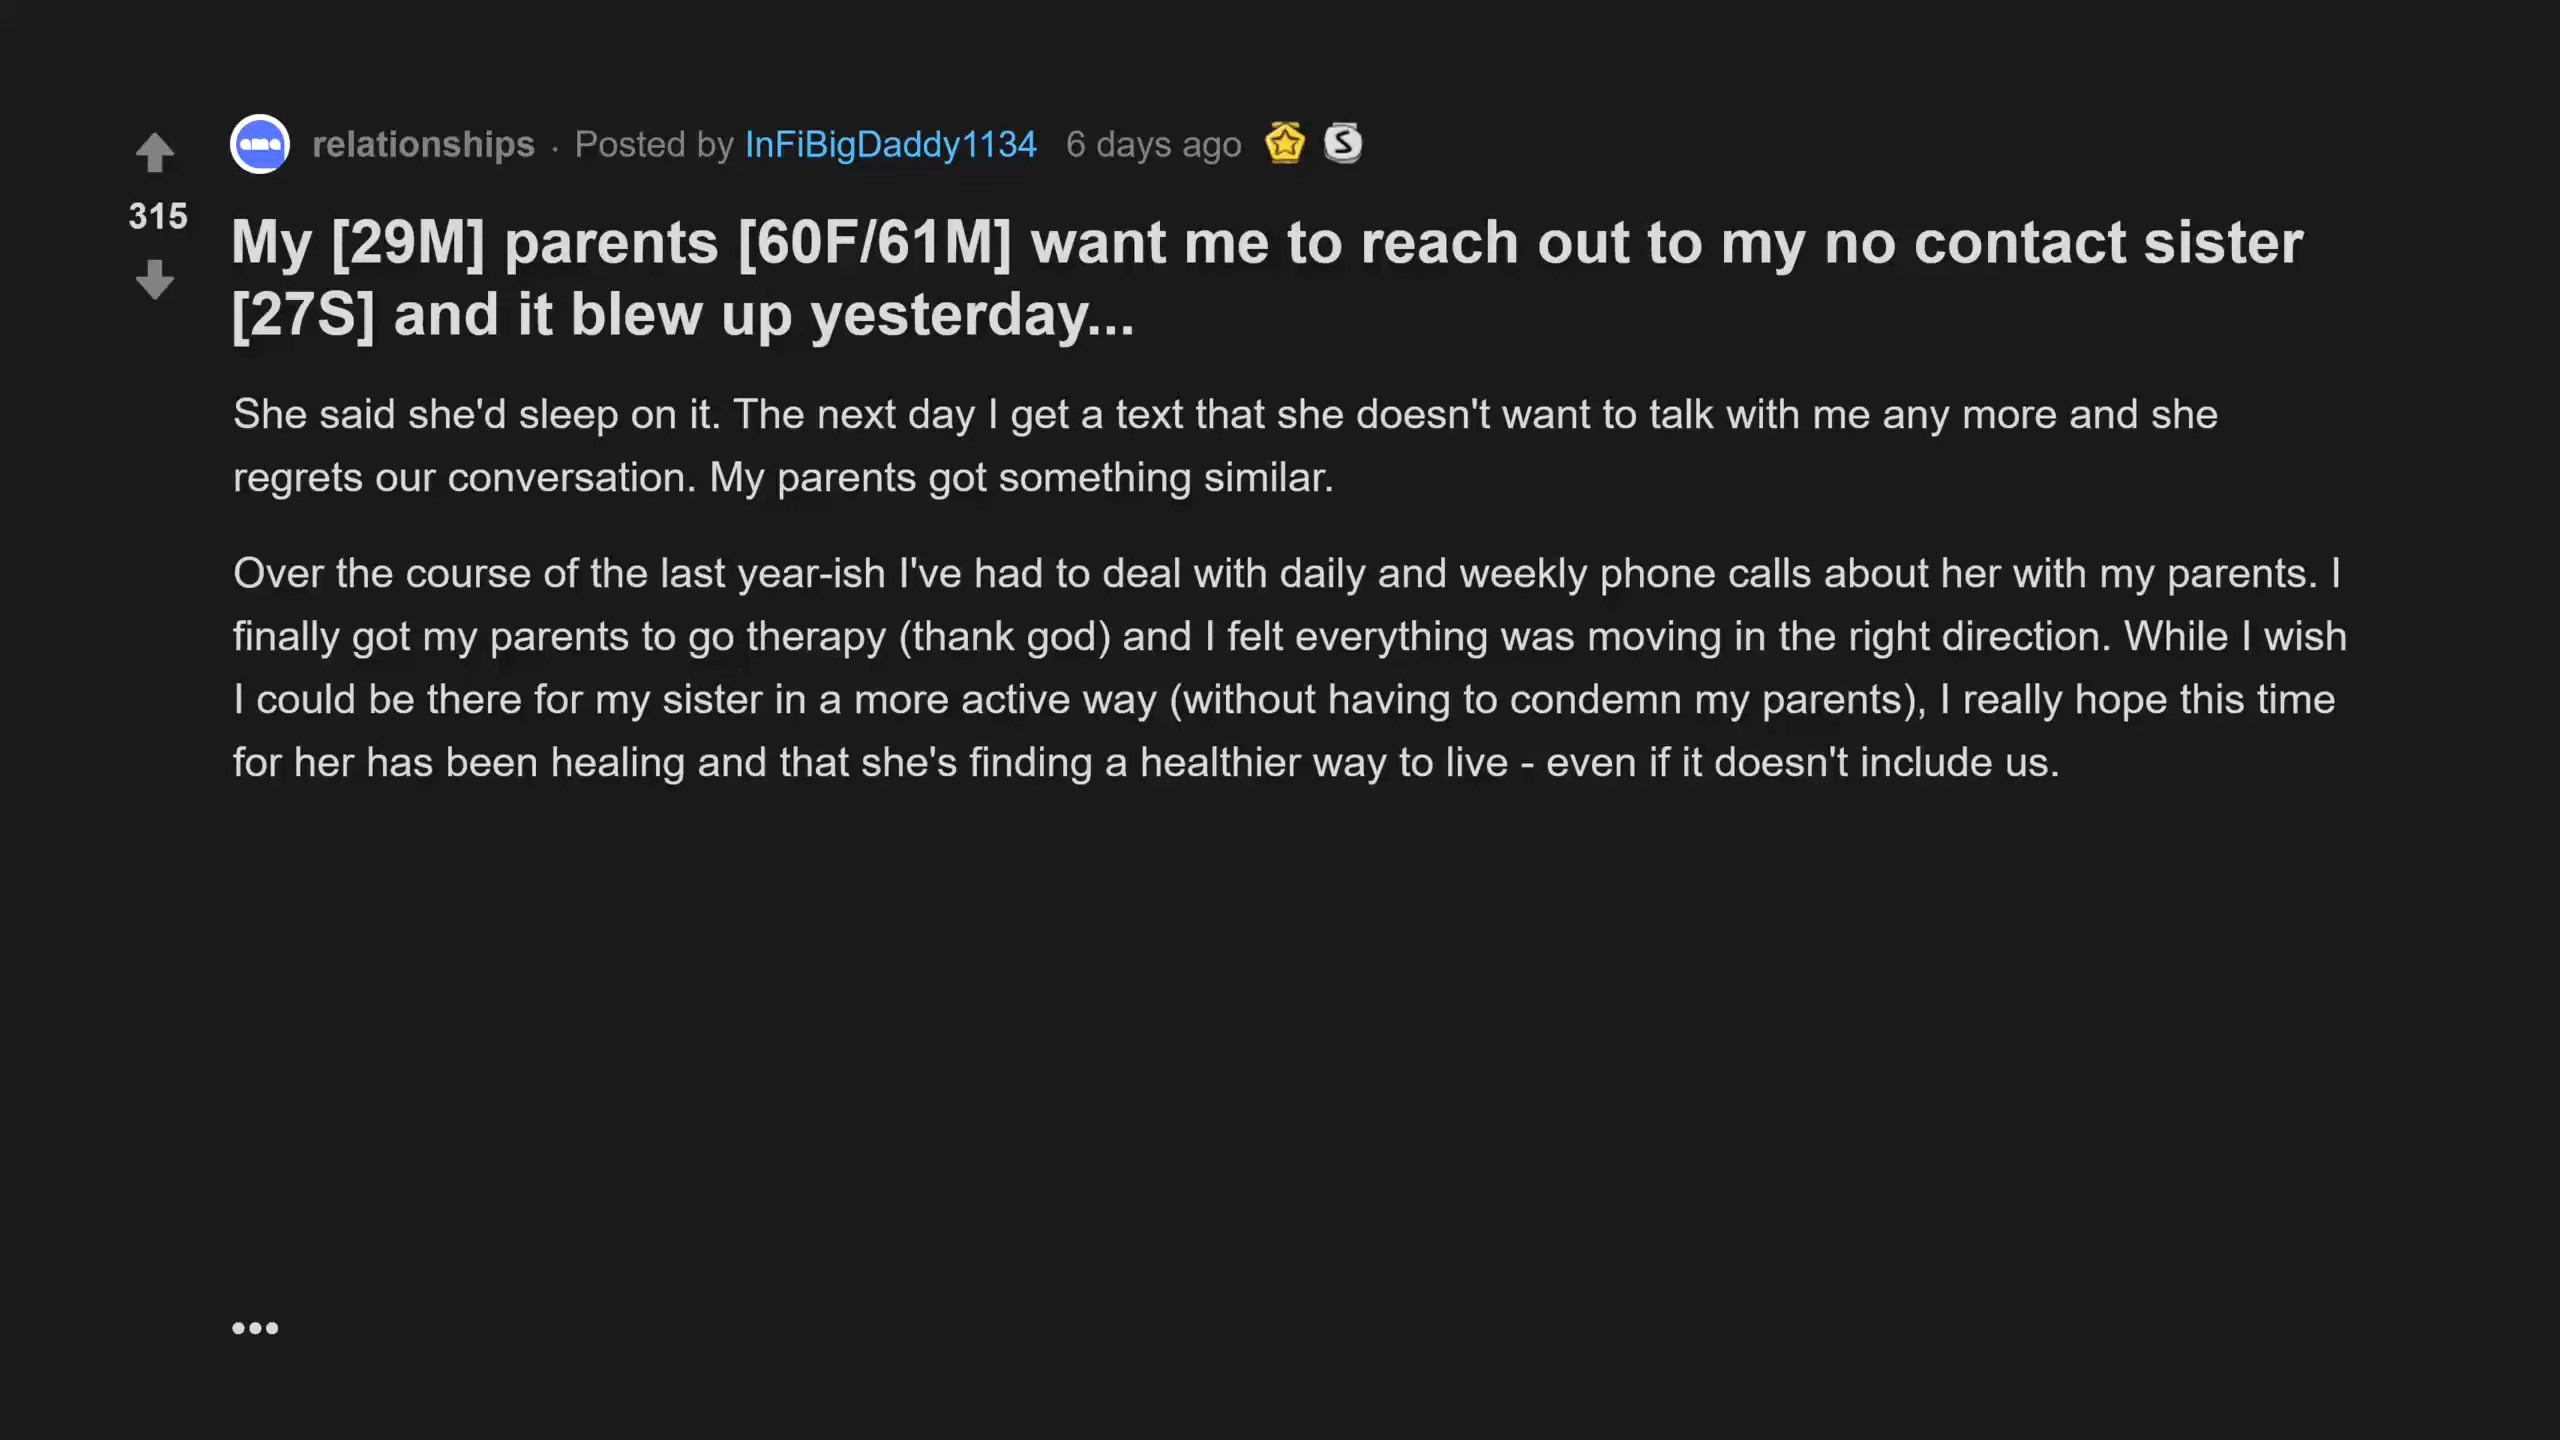 relationships · Posted by InFiBigDaddy1134 6 days ago
315
My [29M] parents [60F/61M] want me to reach out to my no contact sister
[27S] and it blew up yesterday...
She said she'd sleep on it. The next day I get a text that she doesn't want to talk with me any more and she
regrets our conversation. My parents got something similar.
Over the course of the last year-ish I've had to deal with daily and weekly phone calls about her with my parents. I
finally got my parents to go therapy (thank god) and I felt everything was moving in the right direction. While I wish
I could be there for my sister in a more active way (without having to condemn my parents), I really hope this time
for her has been healing and that she's finding a healthier way to live - even if it doesn't include us.